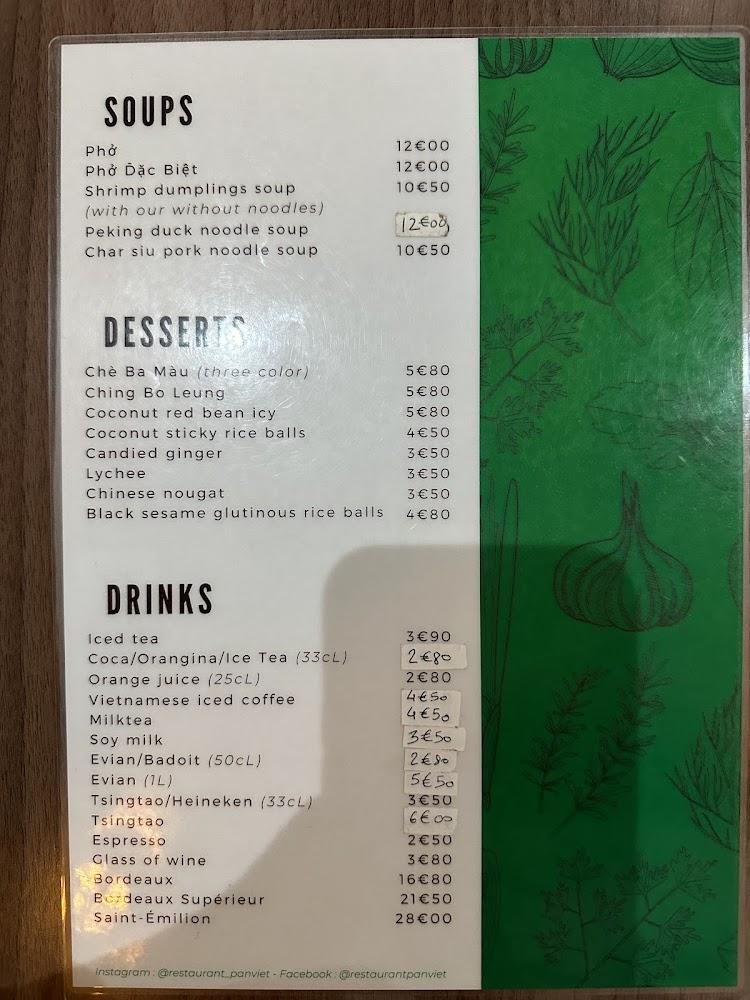 SOUPS
Phở 12€00
Phở Đặc Biệt 12€00
Shrimp dumplings soup 10€50
(with our without noodles)
Peking duck noodle soup 12€00
Char siu pork noodle soup 10€50
DESSERTS
Chè Ba Màu (three color) 5€80
Ching Bo Leung 5€80
Coconut red bean icy 5€80
Coconut sticky rice balls 4€50
Candied ginger 3€50
Lychee 3€50
Chinese nougat 3€50
Black sesame glutinous rice balls 4€80
DRINKS
Iced tea 3€90
Coca/Orangina/Ice Tea (33cL) 2€80
Orange juice (25cL) 2€80
Vietnamese iced coffee 4€50
Milktea 4€50
Soy milk 3€50
Evian/Badoit (50cL) 2€80
Evian (1L) 5€50
Tsingtao/Heineken (33cL) 3€50
Tsingtao 6€00
Espresso 2€50
Glass of wine 3€80
Bordeaux 16€80
Bordeaux Supérieur 21€50
Saint-Émilion 28€00
Instagram : @restaurant_panviet - Facebook : @restaurantpanviet